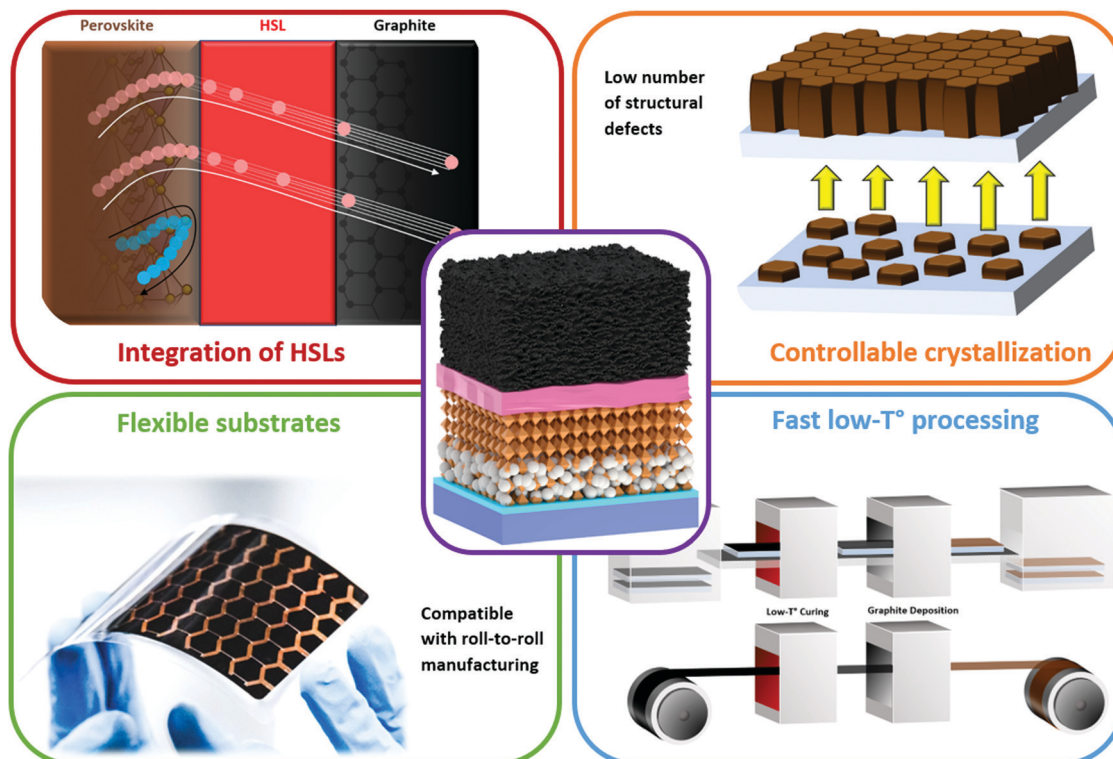 Perovskite
HSL
Graphite
Integration of HSLs
Low number
of structural
defects
Controllable crystallization
Flexible substrates
Compatible
with roll-to-roll
manufacturing
Fast low-T° processing
Low-T° Curing
Graphite Deposition